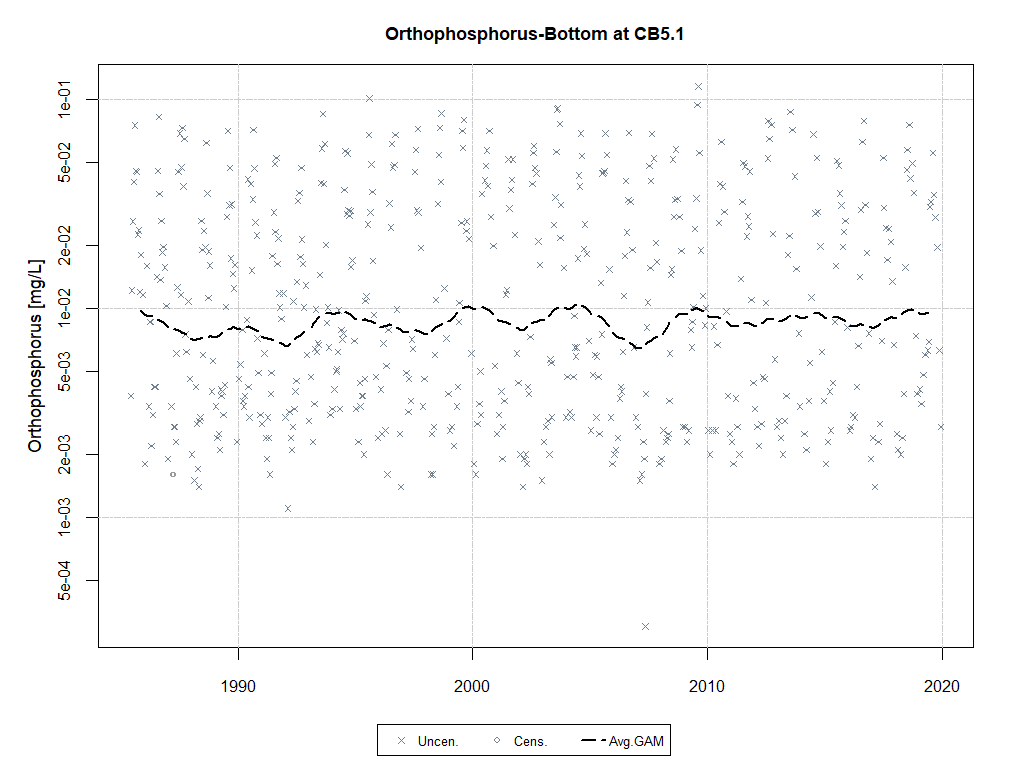 Orthophosphorus-Bottom at CB5.1
Orthophosphorus [mg/L]
1e-01
5e-02
2e-02
1e-02
5e-03
2e-03
1e-03
5e-04
1990 2000 2010 2020
Uncen. Cens. Avg.GAM